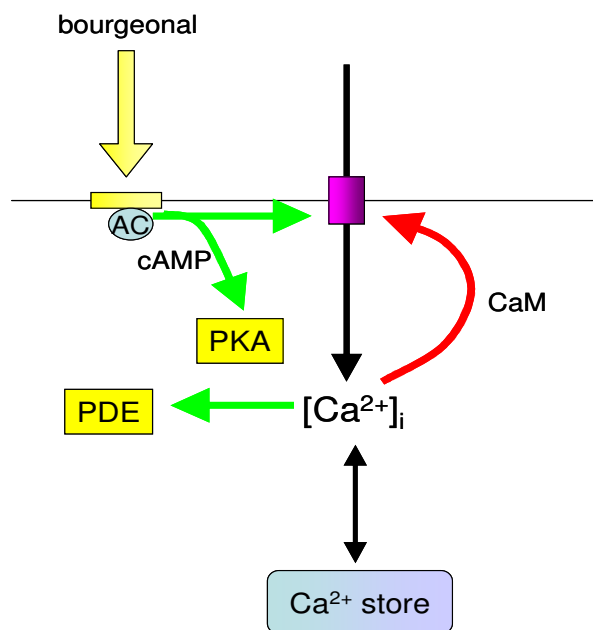 bourgeonal
AC
cAMP
CaM
PKA
PDE
[Ca²⁺]ᵢ
Ca²⁺ store